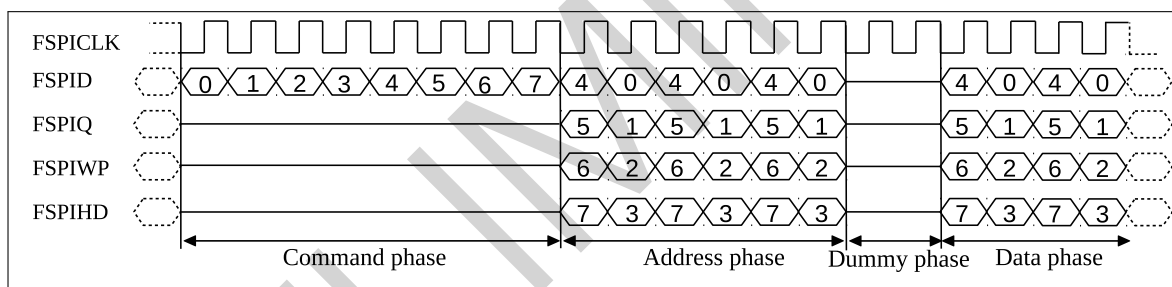 FSPICLK
FSPID 0 1 2 3 4 5 6 7 4 0 4 0 4 0 4 0 4 0
FSPIQ 5 1 5 1 5 1 5 1 5 1
FSPIWP 6 2 6 2 6 2 6 2 6 2
FSPIHD 7 3 7 3 7 3 7 3 7 3
Command phase Address phase Dummy phase Data phase